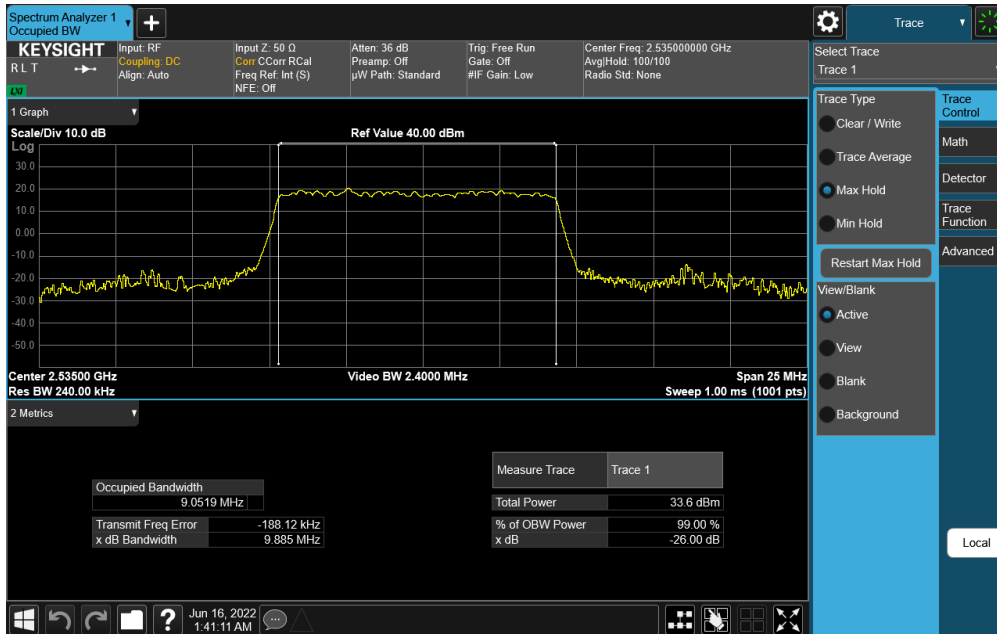 Spectrum Analyzer 1
Occupied BW
KEYSIGHT
RLT
LXI
Input: RF
Coupling: DC
Align: Auto
Input Z: 50 Ω
Corr CCorr RCal
Freq Ref: Int (S)
NFE: Off
Atten: 36 dB
Preamp: Off
µW Path: Standard
Trig: Free Run
Gate: Off
#IF Gain: Low
Center Freq: 2.535000000 GHz
Avg|Hold: 100/100
Radio Std: None
1 Graph
Scale/Div 10.0 dB
Ref Value 40.00 dBm
Log
30.0
20.0
10.0
0.00
-10.0
-20.0
-30.0
-40.0
-50.0
Center 2.53500 GHz
Video BW 2.4000 MHz
Span 25 MHz
Res BW 240.00 kHz
Sweep 1.00 ms (1001 pts)
2 Metrics
Occupied Bandwidth
9.0519 MHz
Transmit Freq Error -188.12 kHz
x dB Bandwidth 9.885 MHz
Measure Trace Trace 1
Total Power 33.6 dBm
% of OBW Power 99.00 %
x dB -26.00 dB
Jun 16, 2022
1:41:11 AM
Trace
Select Trace
Trace 1
Trace Type
Clear / Write
Trace Average
Max Hold
Min Hold
Restart Max Hold
View/Blank
Active
View
Blank
Background
Trace
Control
Math
Detector
Trace
Function
Advanced
Local